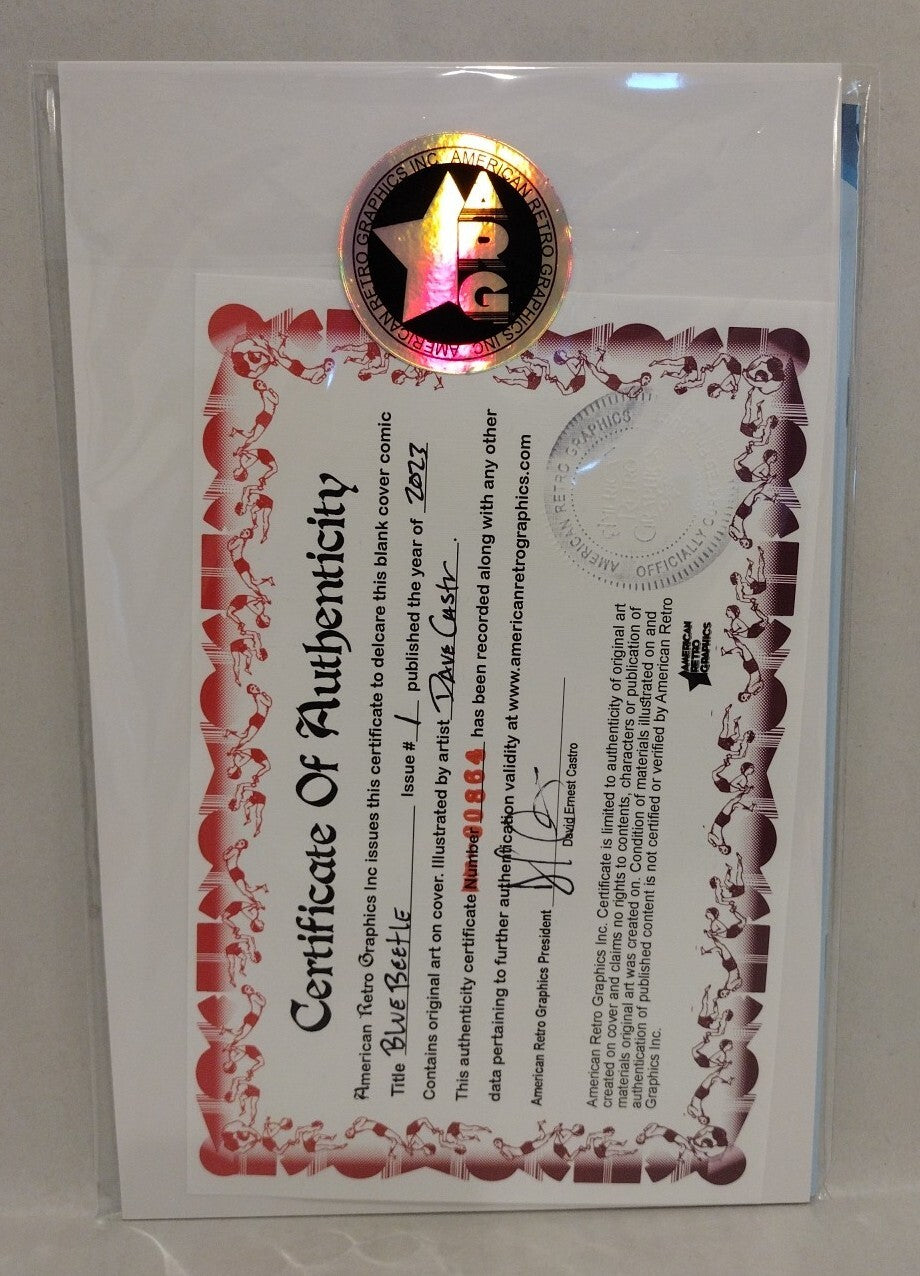 AMERICAN RETRO GRAPHICS INC. AMERICAN RETRO GRAPHICS INC.
ARG
Certificate Of Authenticity
American Retro Graphics Inc issues this certificate to delcare this blank cover comic
Title BLUE BEETLE Issue # 1 published the year of 2023
Contains original art on cover. Illustrated by artist DAVE CASTR.
This authenticity certificate Number 00864 has been recorded along with any other
data pertaining to further authentification validity at www.americanretrographics.com
American Retro Graphics President
David Ernest Castro
AMERICAN RETRO GRAPHICS
OFFICIALLY
American Retro Graphics Inc. Certificate is limited to authenticity of original art
created on cover and claims no rights to contents, characters or publication of
materials original art was created on. Condition of materials illustrated on and
authentication of published content is not certified or verified by American Retro
Graphics Inc.
AMERICAN
RETRO
GRAPHICS